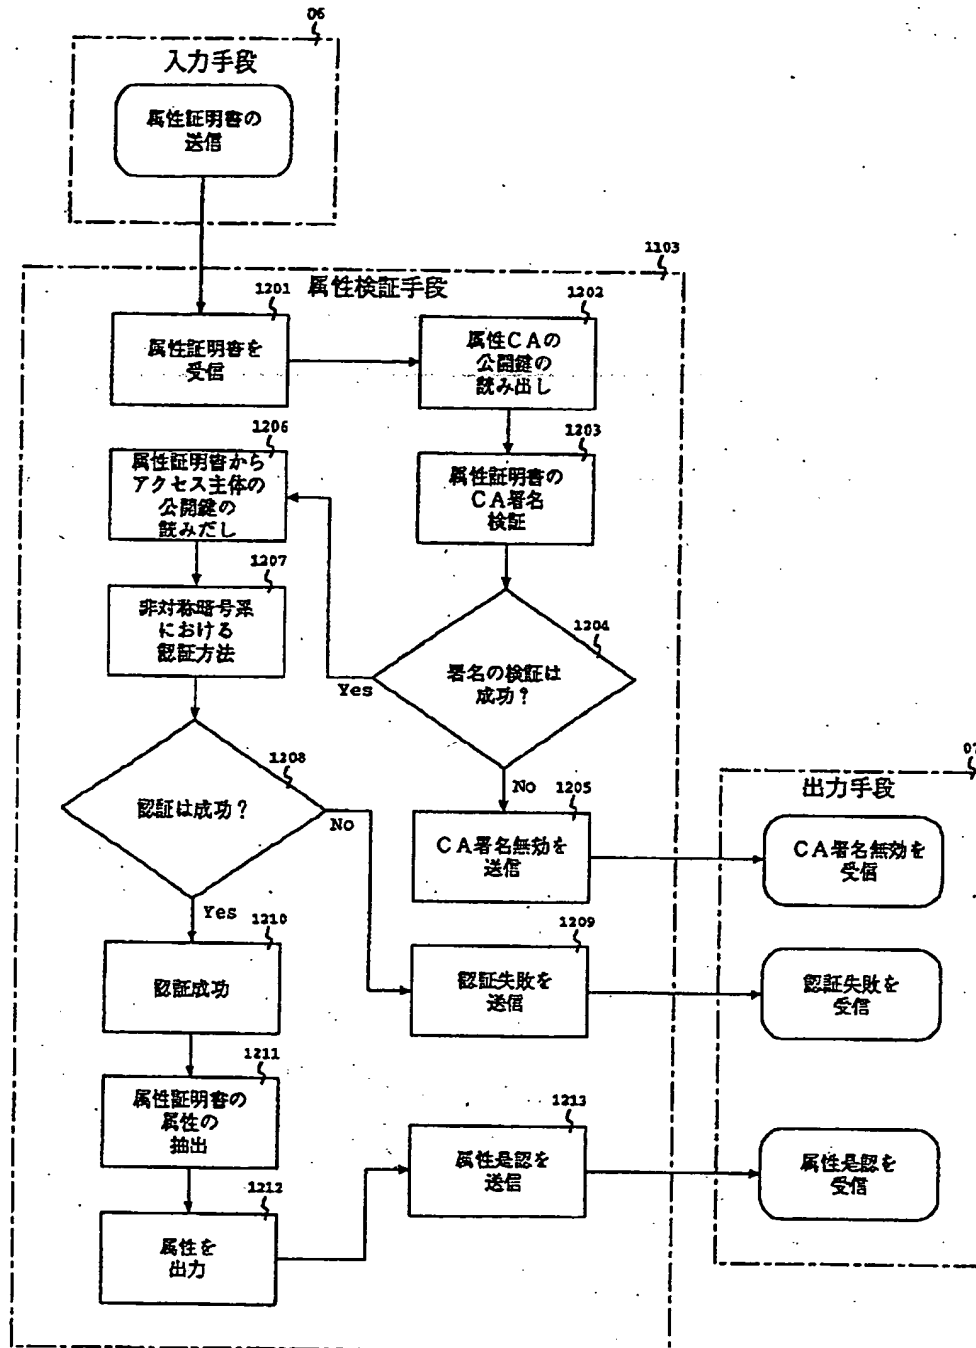 06
入力手段
属性証明書の
送信
1103
属性検証手段
1201
属性証明書を
受信
1202
属性CAの
公開鍵の
読み出し
1206
属性証明書から
アクセス主体の
公開鍵の
読みだし
1203
属性証明書の
CA署名
検証
1207
非対称暗号系
における
認証方法
1204
署名の検証は
成功？
Yes
No
1208
認証は成功？
No
Yes
1205
CA署名無効を
送信
07
出力手段
CA署名無効を
受信
1210
認証成功
1209
認証失敗を
送信
認証失敗を
受信
1211
属性証明書の
属性の
抽出
1213
属性是認を
送信
属性是認を
受信
1212
属性を
出力